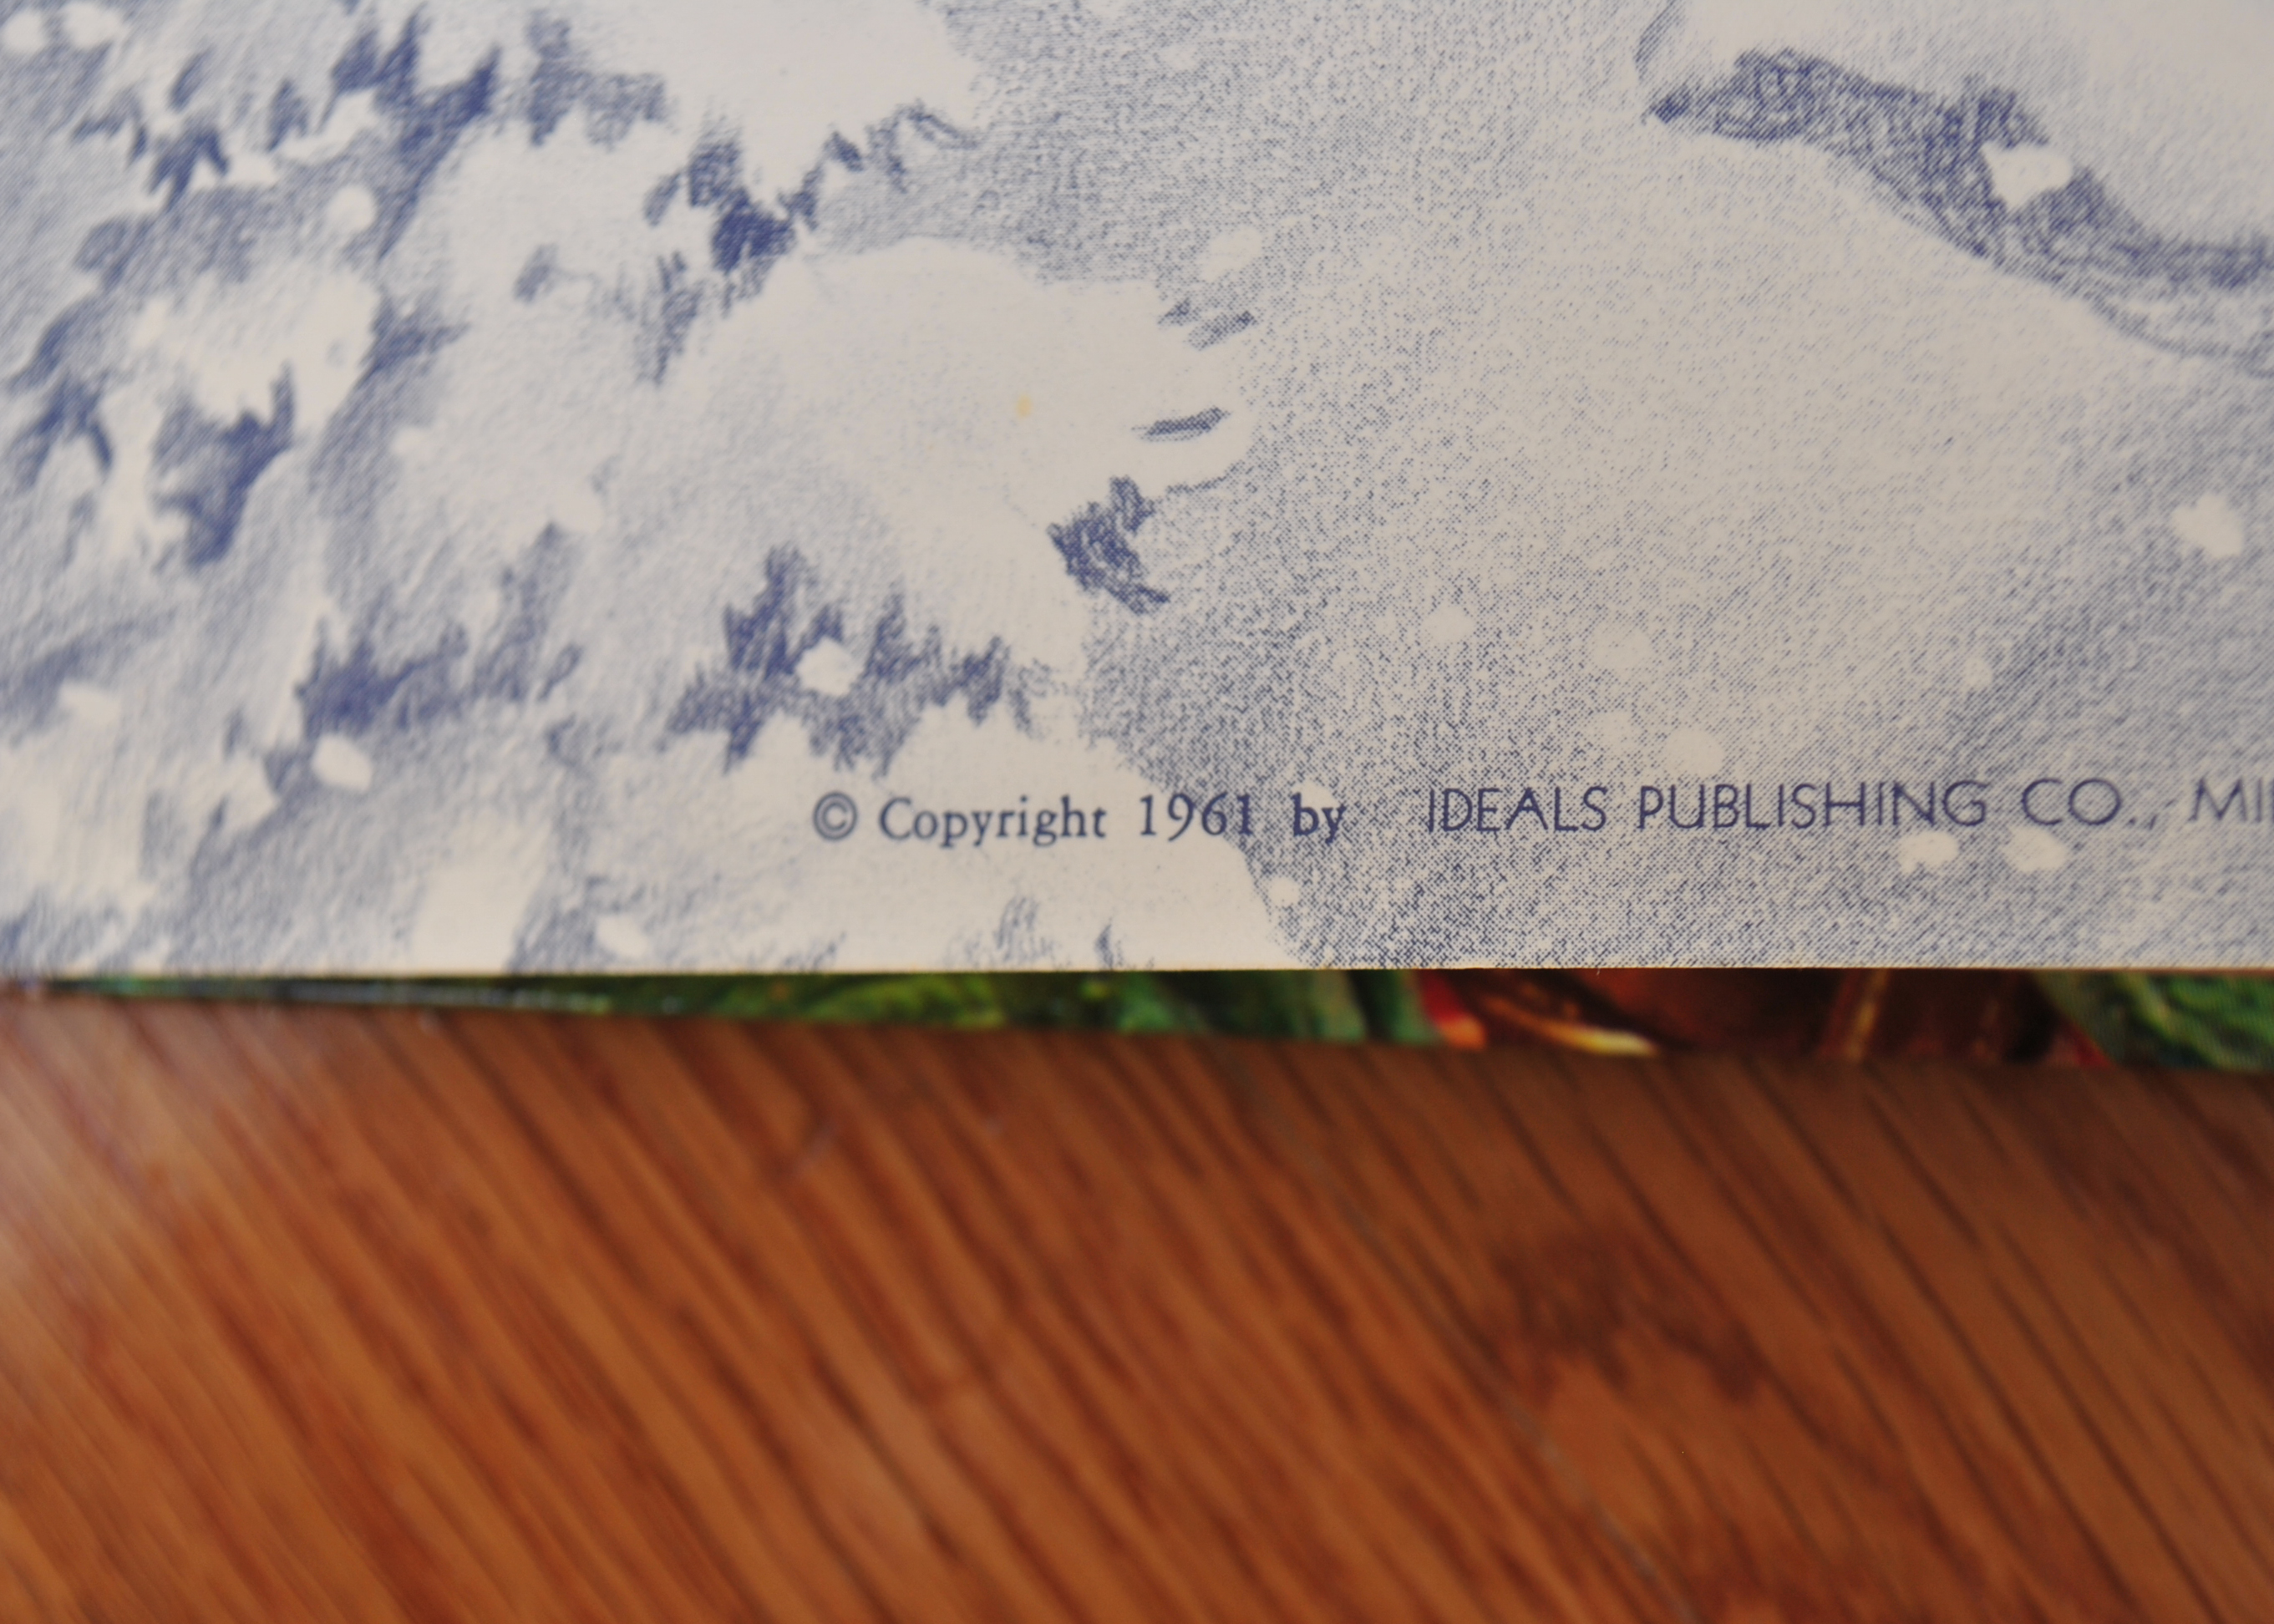 © Copyright 1961 by IDEALS PUBLISHING CO.,